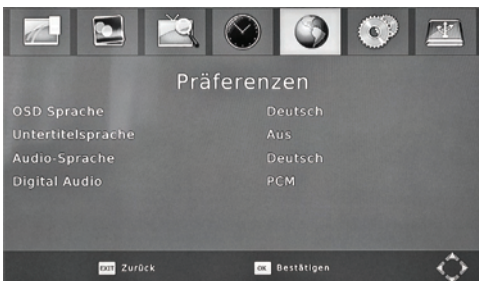 Präferenzen
OSD Sprache Deutsch
Untertitelsprache Aus
Audio-Sprache Deutsch
Digital Audio PCM
EXIT Zurück OK Bestätigen